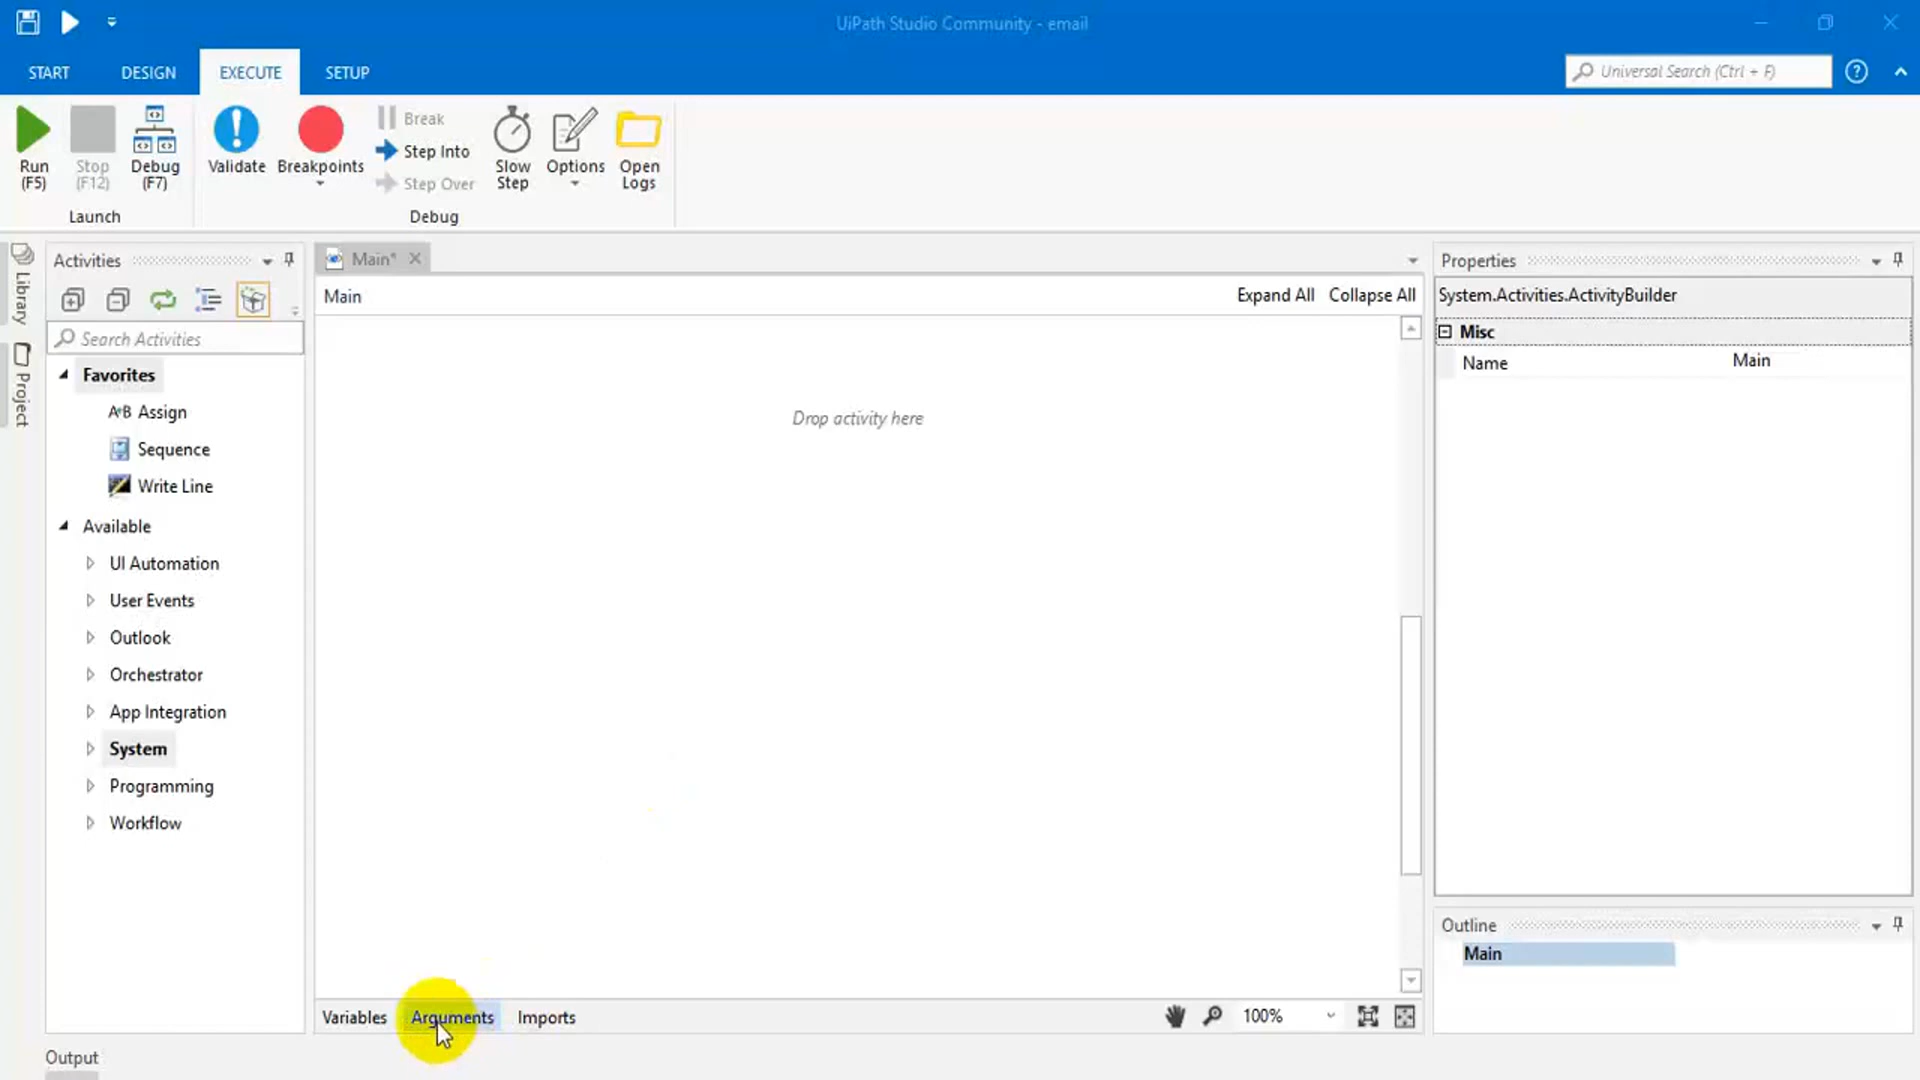 UiPath Studio Community - email
START DESIGN EXECUTE SETUP
Universal Search (Ctrl + F)
Run
(F5)
Stop
(F12)
Debug
(F7)
Launch
Validate
Breakpoints
Break
Step Into
Step Over
Slow
Step
Options
Open
Logs
Debug
Library
Project
Activities
Search Activities
Favorites
A+B Assign
Sequence
Write Line
Available
UI Automation
User Events
Outlook
Orchestrator
App Integration
System
Programming
Workflow
Main*
Main
Expand All Collapse All
Drop activity here
Variables Arguments Imports
100%
Properties
System.Activities.ActivityBuilder
Misc
Name Main
Outline
Main
Output